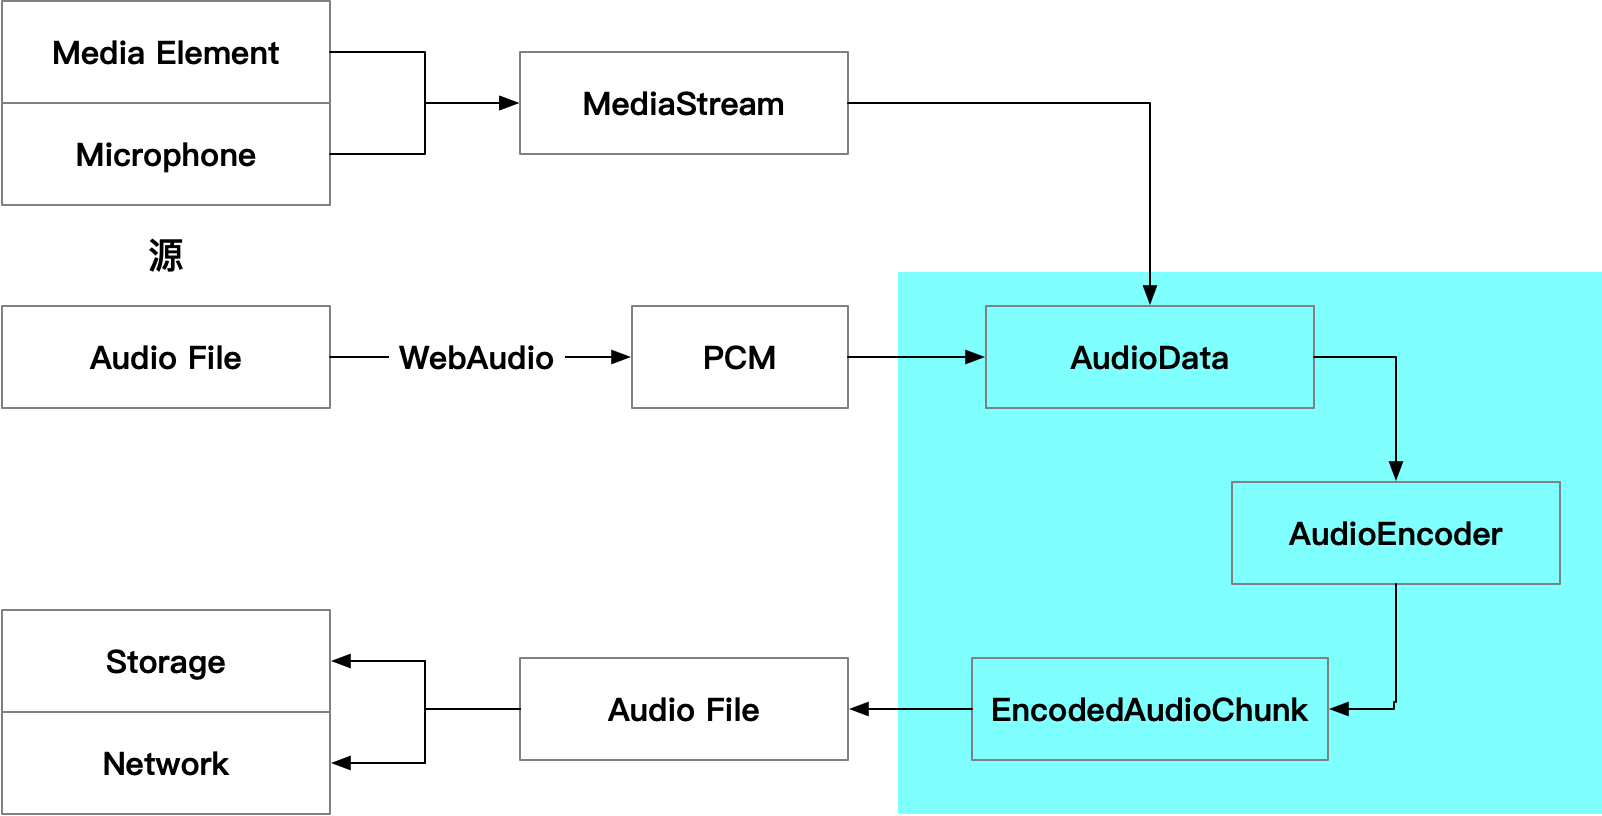 Media Element
MediaStream
Microphone
源
Audio File
WebAudio
PCM
AudioData
AudioEncoder
Storage
Audio File
EncodedAudioChunk
Network